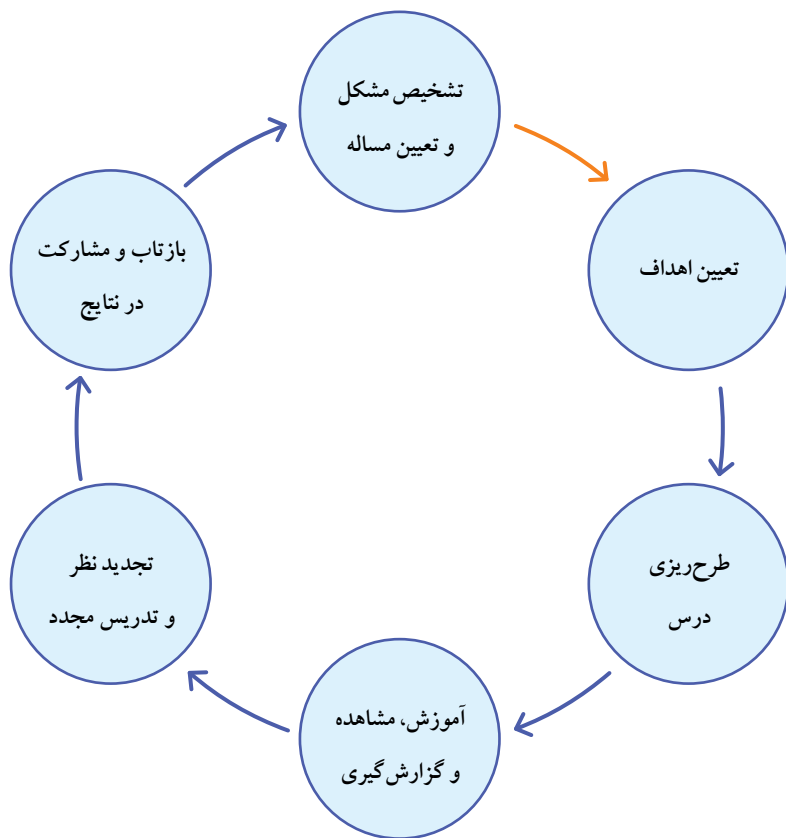 تشخیص مشکل
و تعیین مساله
تعیین اهداف
طرح‌ریزی
درس
آموزش، مشاهده
و گزارش‌گیری
تجدید نظر
و تدریس مجدد
بازتاب و مشارکت
در نتایج